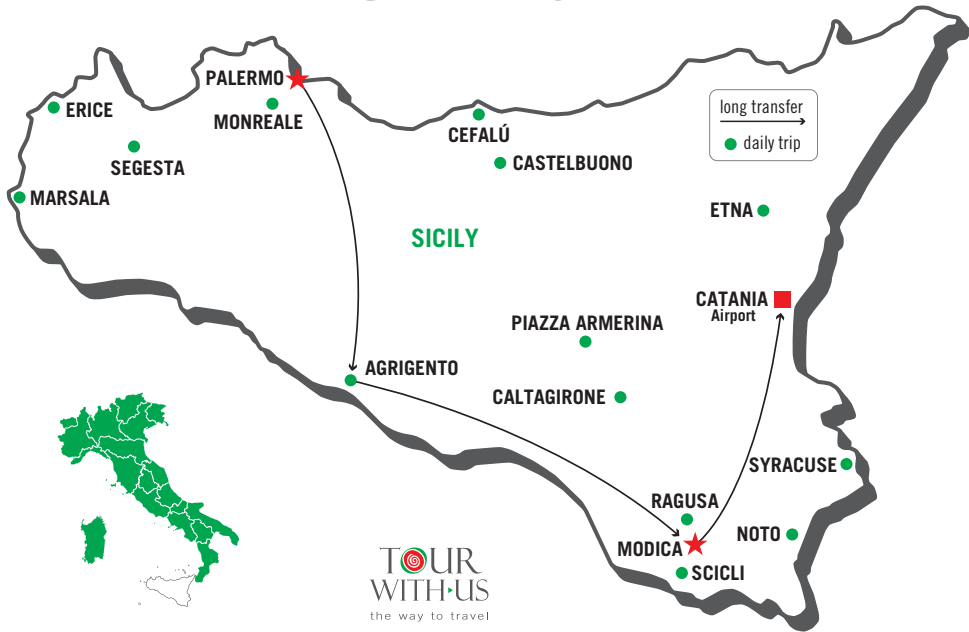 PALERMO
ERICE
MONREALE
CEFALÚ
SEGESTA
CASTELBUONO
MARSALA
long transfer
daily trip
ETNA
SICILY
CATANIA
Airport
PIAZZA ARMERINA
AGRIGENTO
CALTAGIRONE
SYRACUSE
RAGUSA
NOTO
MODICA
SCICLI
TOUR
WITH·US
the way to travel